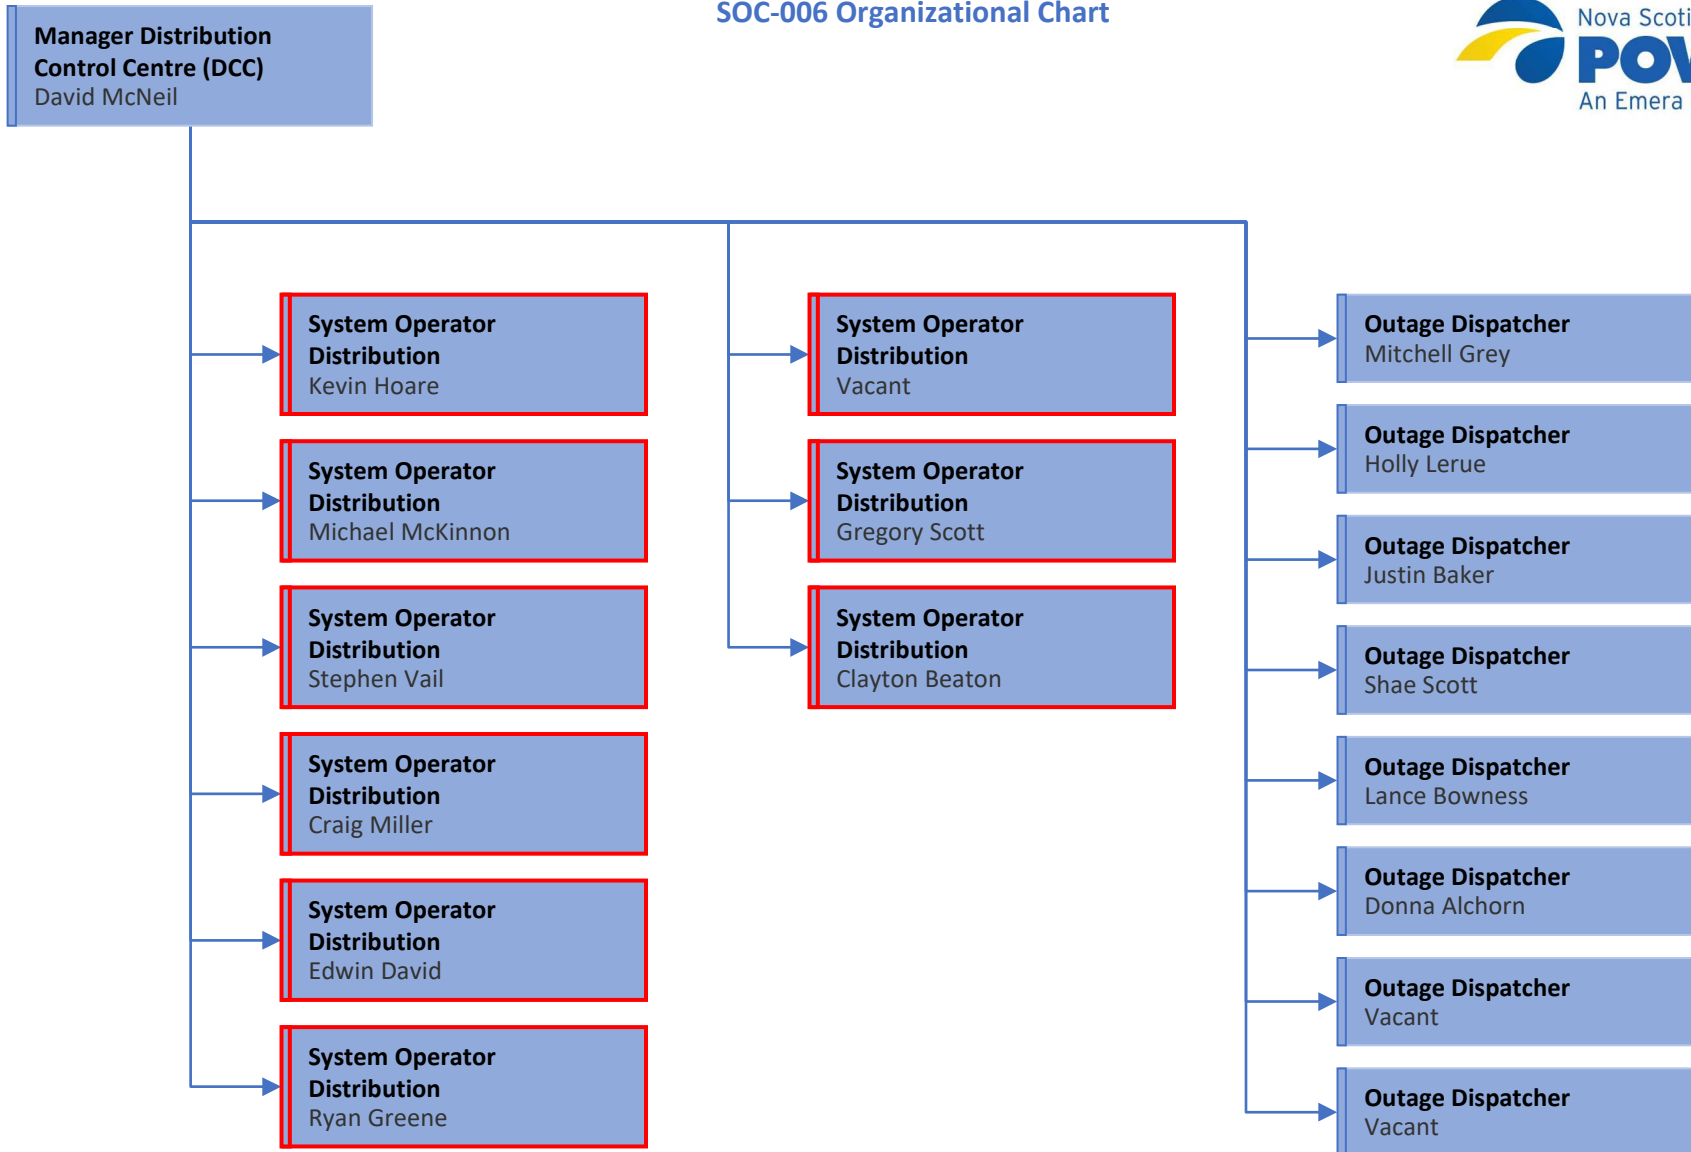 SOC-006 Organizational Chart
Nova Scoti
POW
An Emera
Manager Distribution
Control Centre (DCC)
David McNeil
System Operator
Distribution
Kevin Hoare
System Operator
Distribution
Michael McKinnon
System Operator
Distribution
Stephen Vail
System Operator
Distribution
Craig Miller
System Operator
Distribution
Edwin David
System Operator
Distribution
Ryan Greene
System Operator
Distribution
Vacant
System Operator
Distribution
Gregory Scott
System Operator
Distribution
Clayton Beaton
Outage Dispatcher
Mitchell Grey
Outage Dispatcher
Holly Lerue
Outage Dispatcher
Justin Baker
Outage Dispatcher
Shae Scott
Outage Dispatcher
Lance Bowness
Outage Dispatcher
Donna Alchorn
Outage Dispatcher
Vacant
Outage Dispatcher
Vacant